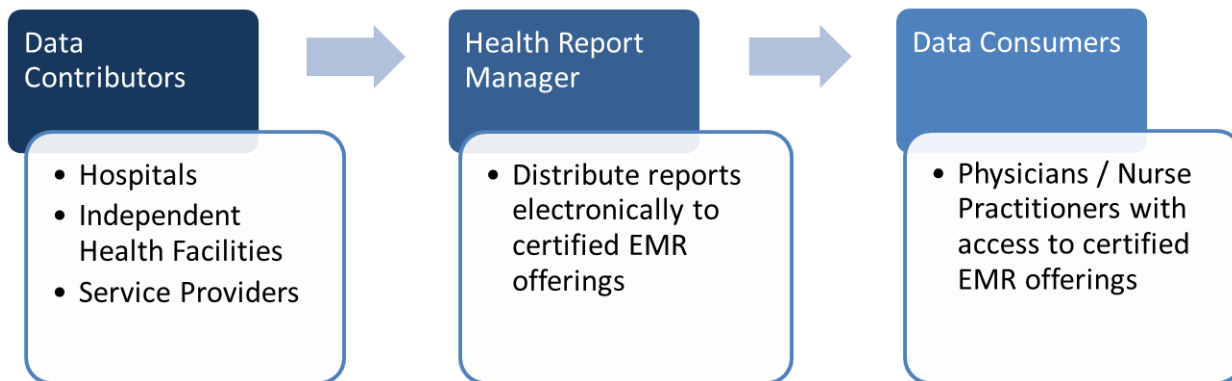 Data
Contributors
• Hospitals
• Independent
Health Facilities
• Service Providers
Health Report
Manager
• Distribute reports
electronically to
certified EMR
offerings
Data Consumers
• Physicians / Nurse
Practitioners with
access to certified
EMR offerings